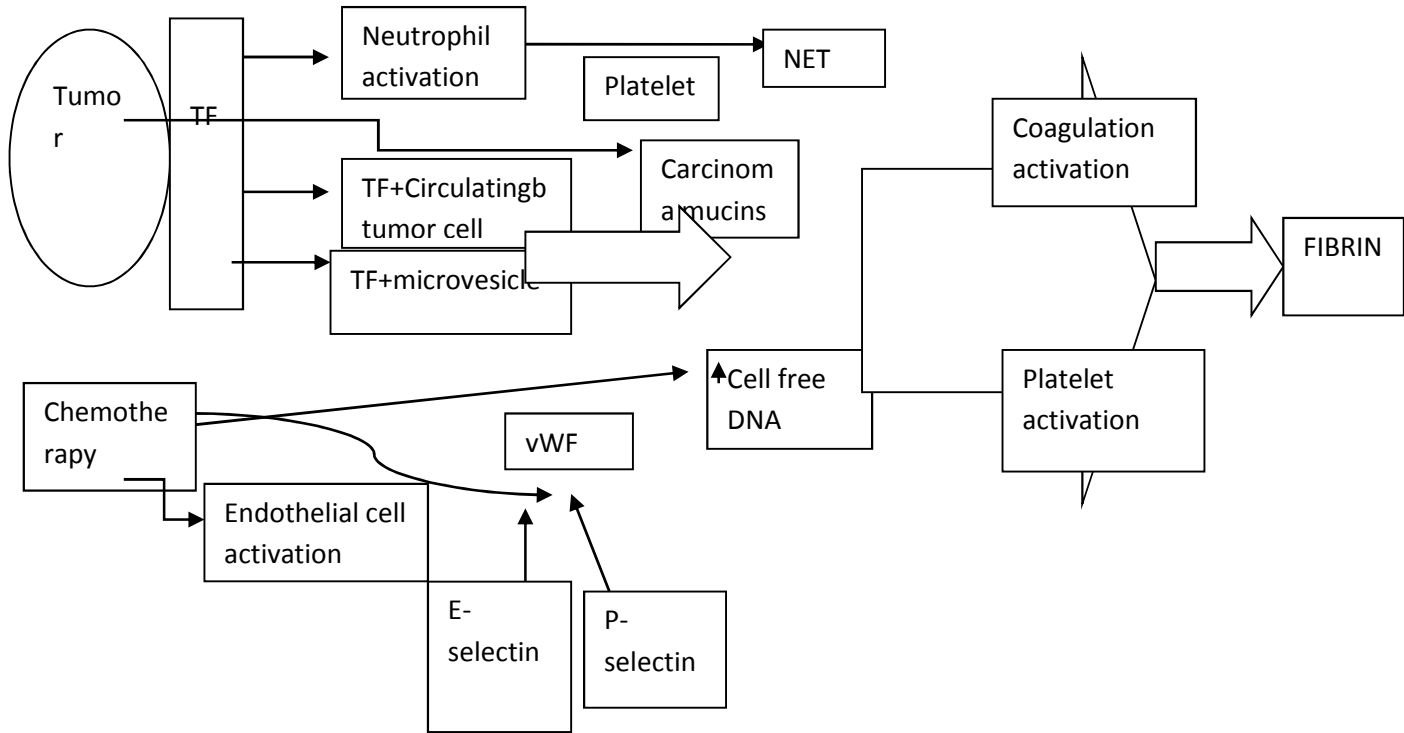 Tumo
r
TF
Neutrophil
activation
NET
Platelet
Carcinom
a mucins
TF+Circulatingb
tumor cell
TF+microvesicle
Coagulation
activation
FIBRIN
Chemothe
rapy
Cell free
DNA
Platelet
activation
vWF
Endothelial cell
activation
E-
selectin
P-
selectin